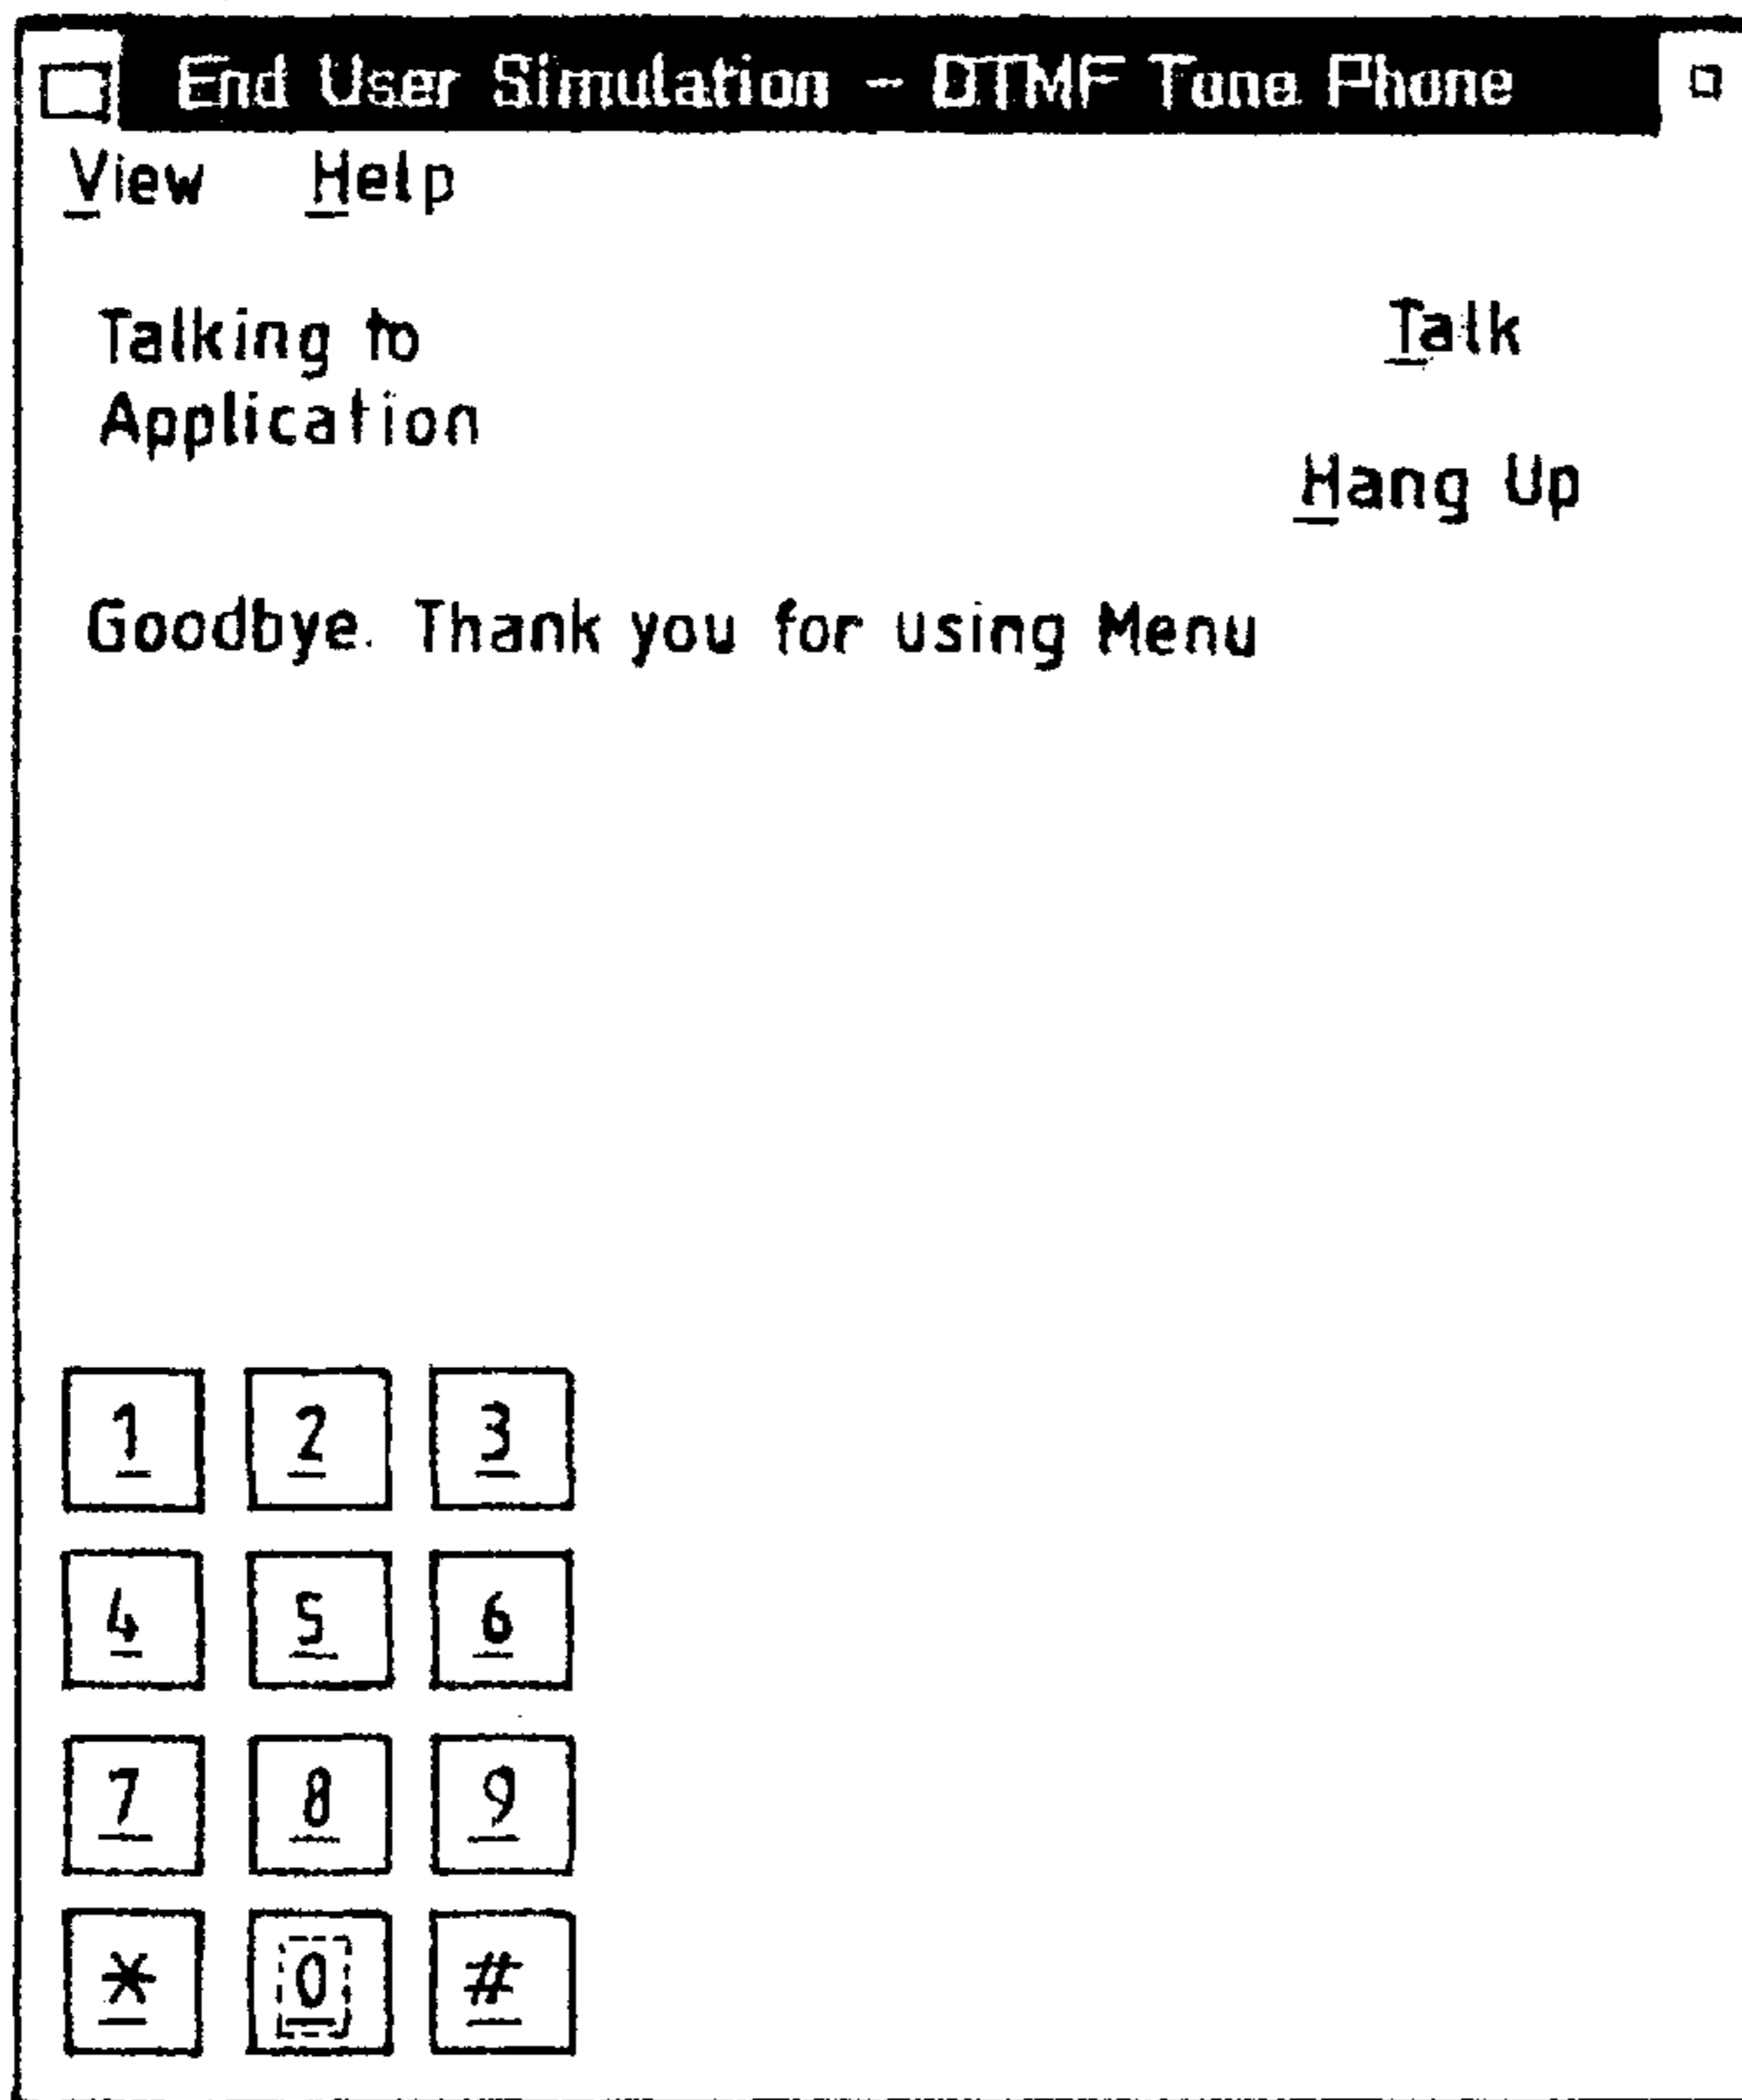 End User Simulation - DTMF Tone Phone
View Help
Talking to
Application
Talk
Hang Up
Goodbye. Thank you for using Menu
1 2 3
4 5 6
7 8 9
* 0 #